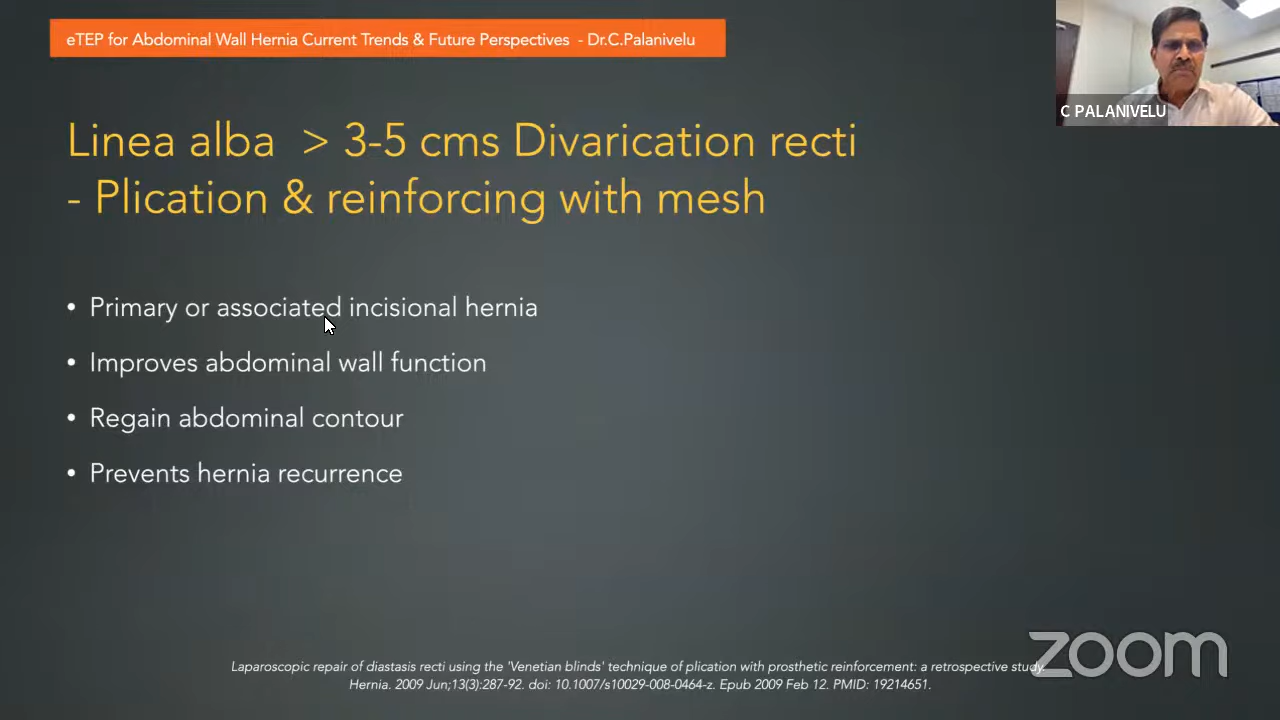 eTEP for Abdominal Wall Hernia Current Trends & Future Perspectives - Dr.C.Palanivelu
C PALANIVELU
Linea alba > 3-5 cms Divarication recti
- Plication & reinforcing with mesh
• Primary or associated incisional hernia
• Improves abdominal wall function
• Regain abdominal contour
• Prevents hernia recurrence
zoom
Laparoscopic repair of diastasis recti using the 'Venetian blinds' technique of plication with prosthetic reinforcement: a retrospective study.
Hernia. 2009 Jun;13(3):287-92. doi: 10.1007/s10029-008-0464-z. Epub 2009 Feb 12. PMID: 19214651.